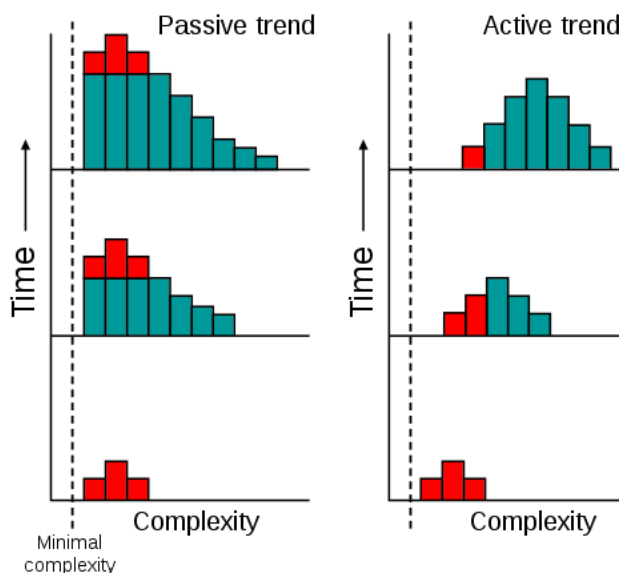 Passive trend
Active trend
Time
Time
Complexity
Complexity
Minimal
complexity